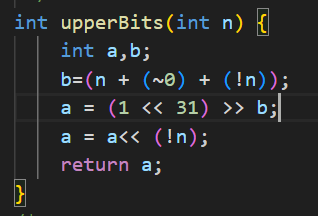 int upperBits(int n) {
    int a,b;
    b=(n + (~0) + (!n));
    a = (1 << 31) >> b;
    a = a<< (!n);
    return a;
}